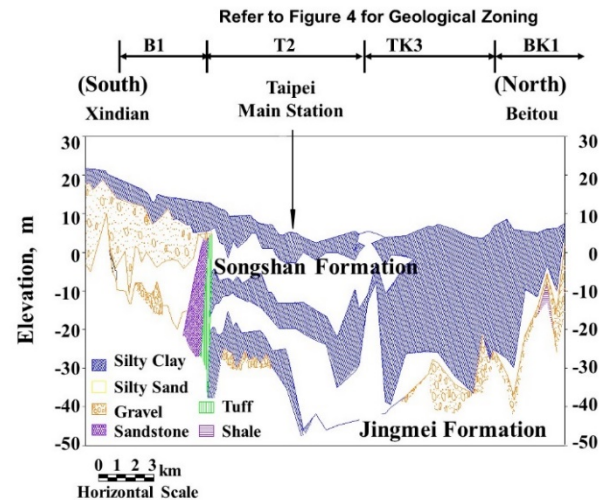 Refer to Figure 4 for Geological Zoning
B1 T2 TK3 BK1
(South) (North)
Xindian Taipei Beitou
Main Station
30 30
20 20
10 10
0 0
-10 -10
-20 -20
-30 -30
-40 -40
-50 -50
Elevation, m
Songshan Formation
Silty Clay
Silty Sand
Gravel Tuff
Sandstone Shale
Jingmei Formation
0 1 2 3 km
Horizontal Scale